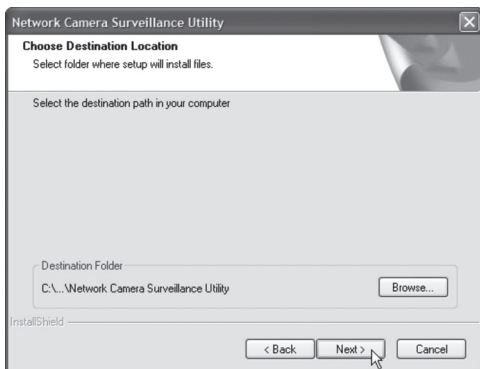 Network Camera Surveillance Utility
Choose Destination Location
Select folder where setup will install files.
Select the destination path in your computer
Destination Folder
C:\...\Network Camera Surveillance Utility
Browse...
InstallShield
< Back
Next >
Cancel